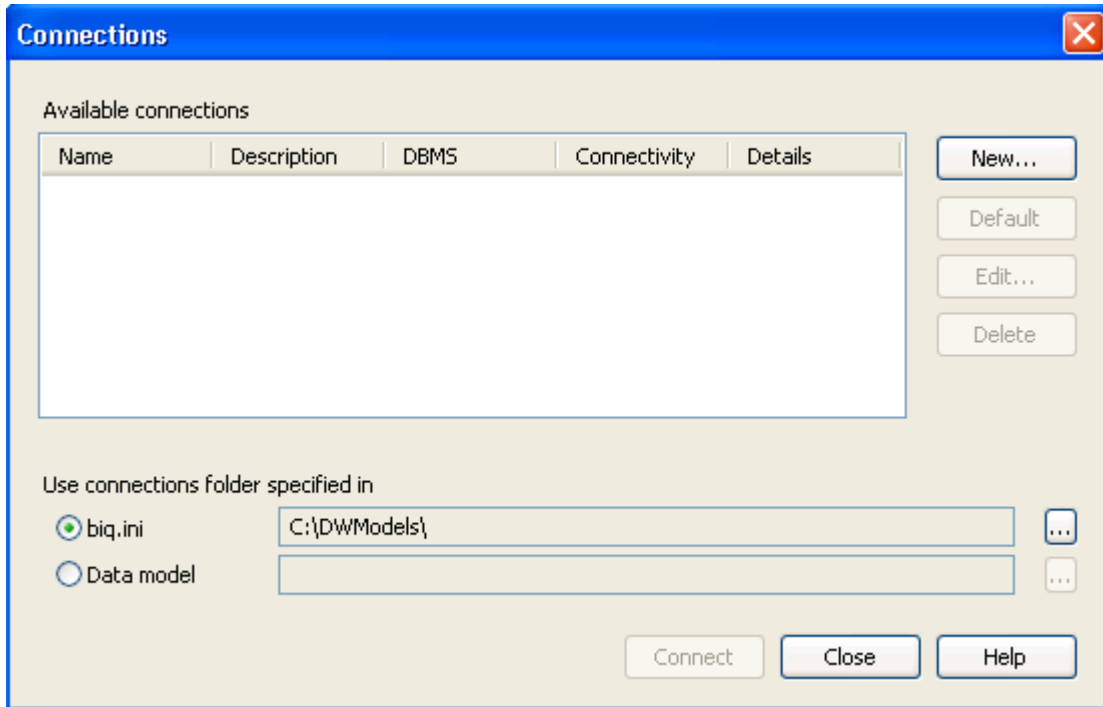 Connections
Available connections
Name Description DBMS Connectivity Details
New...
Default
Edit...
Delete
Use connections folder specified in
biq.ini C:\DWModels\ ...
Data model ...
Connect Close Help